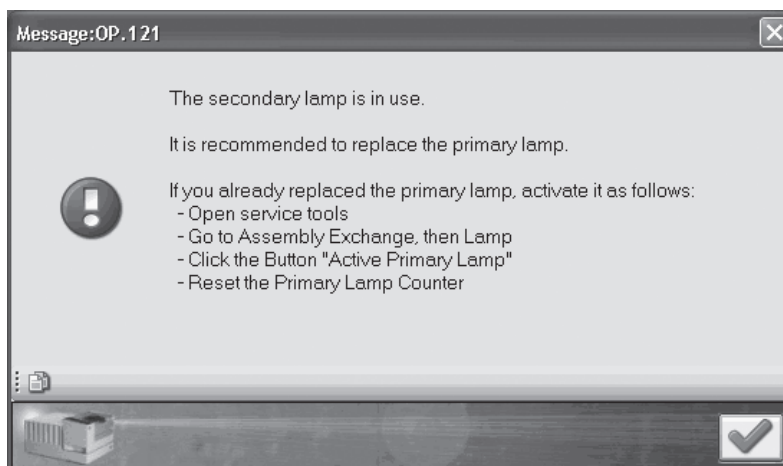 Message:OP.121
The secondary lamp is in use.
It is recommended to replace the primary lamp.
If you already replaced the primary lamp, activate it as follows:
- Open service tools
- Go to Assembly Exchange, then Lamp
- Click the Button "Active Primary Lamp"
- Reset the Primary Lamp Counter